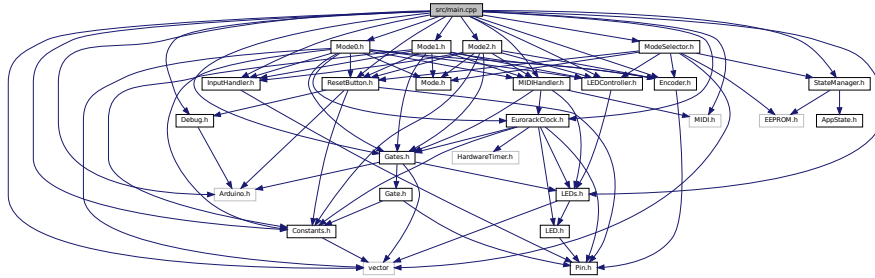 src/main.cpp
Mode0.h
Mode1.h
Mode2.h
ModeSelector.h
InputHandler.h
ResetButton.h
Mode.h
MIDIHandler.h
LEDController.h
Encoder.h
StateManager.h
Debug.h
EurorackClock.h
MIDI.h
EEPROM.h
AppState.h
Gates.h
HardwareTimer.h
Arduino.h
Gate.h
LEDs.h
Constants.h
LED.h
vector
Pin.h